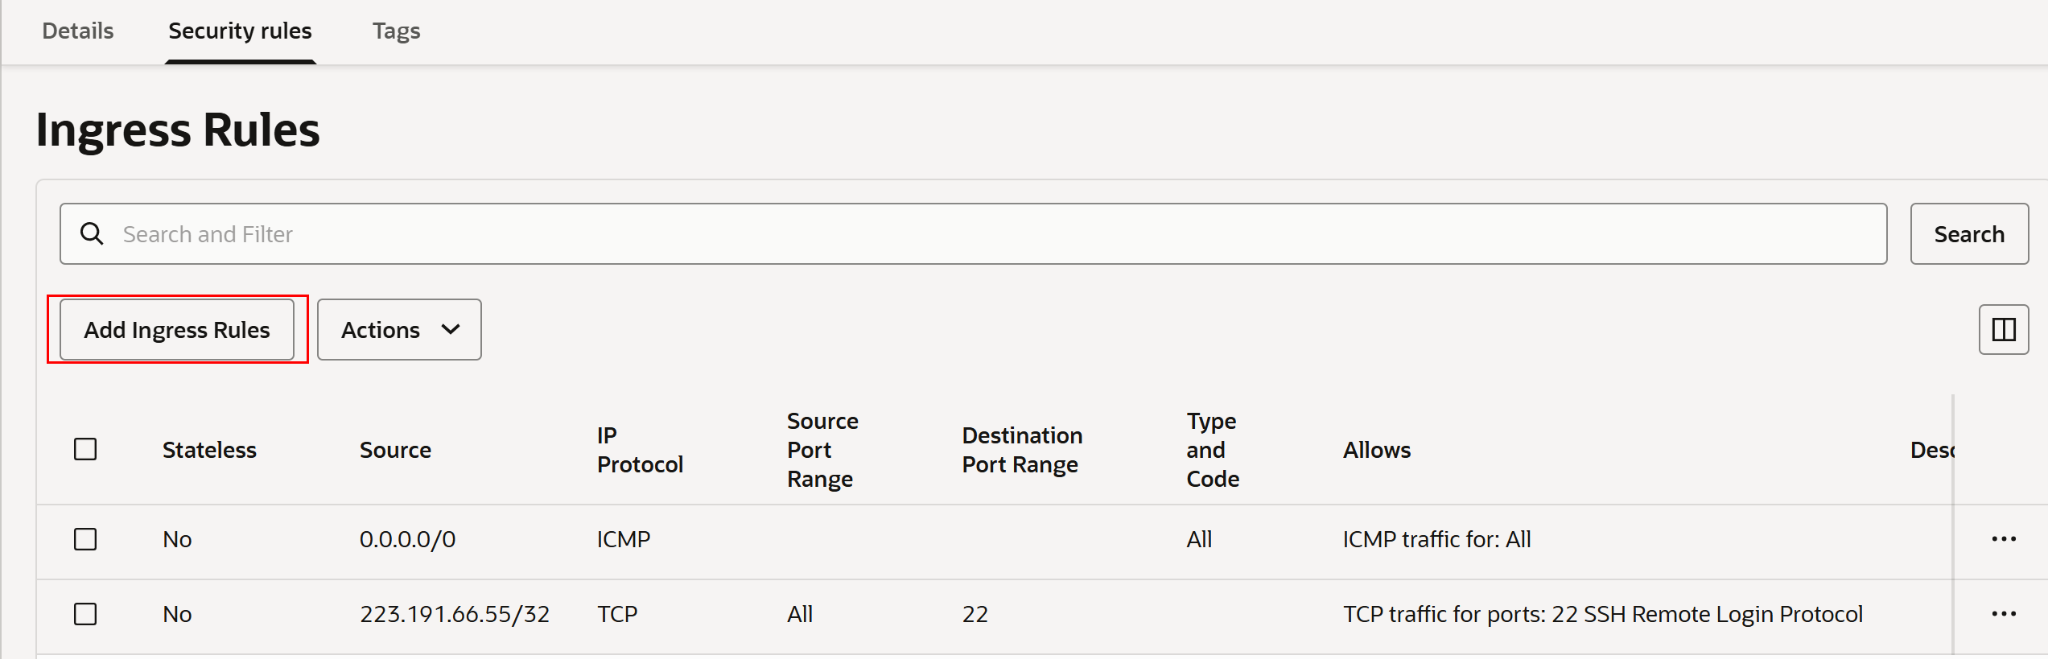 Details Security rules Tags
Ingress Rules
Search and Filter Search
Add Ingress Rules Actions
Stateless Source IP Protocol Source Port Range Destination Port Range Type and Code Allows Desc
No 0.0.0.0/0 ICMP All ICMP traffic for: All
No 223.191.66.55/32 TCP All 22 TCP traffic for ports: 22 SSH Remote Login Protocol